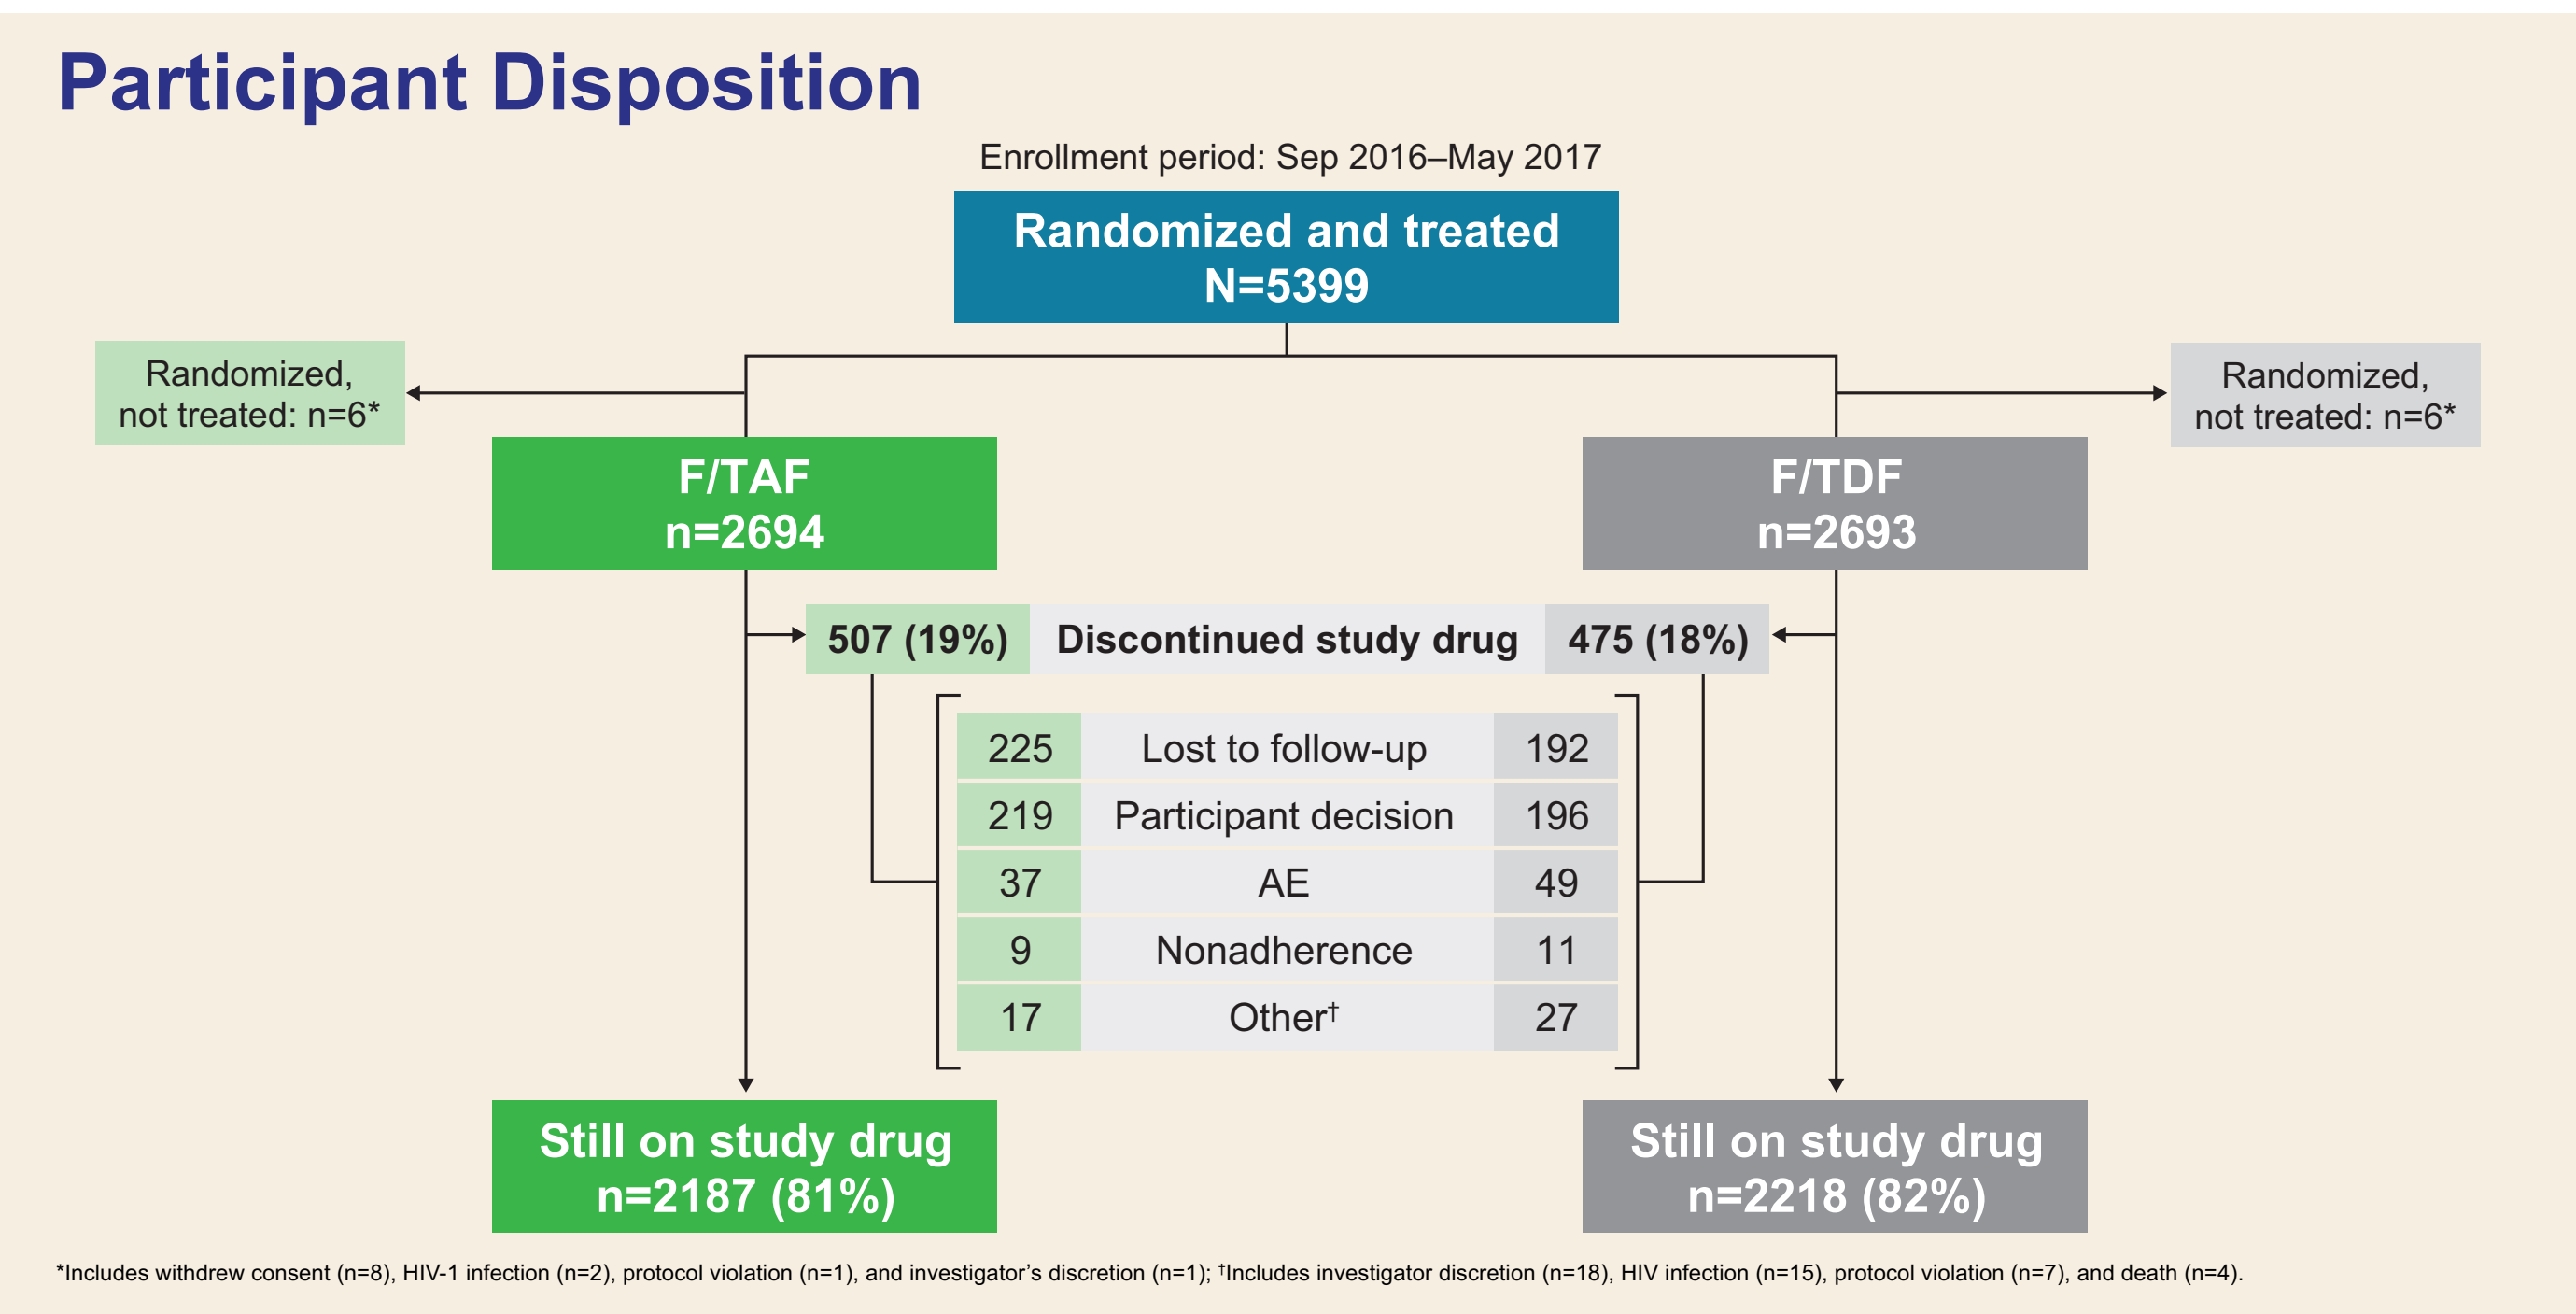 Participant Disposition
Enrollment period: Sep 2016–May 2017
Randomized and treated
N=5399
Randomized,
not treated: n=6*
Randomized,
not treated: n=6*
F/TAF
n=2694
F/TDF
n=2693
507 (19%) Discontinued study drug 475 (18%)
225 Lost to follow-up 192
219 Participant decision 196
37 AE 49
9 Nonadherence 11
17 Other† 27
Still on study drug
n=2187 (81%)
Still on study drug
n=2218 (82%)
*Includes withdrew consent (n=8), HIV-1 infection (n=2), protocol violation (n=1), and investigator’s discretion (n=1); †Includes investigator discretion (n=18), HIV infection (n=15), protocol violation (n=7), and death (n=4).